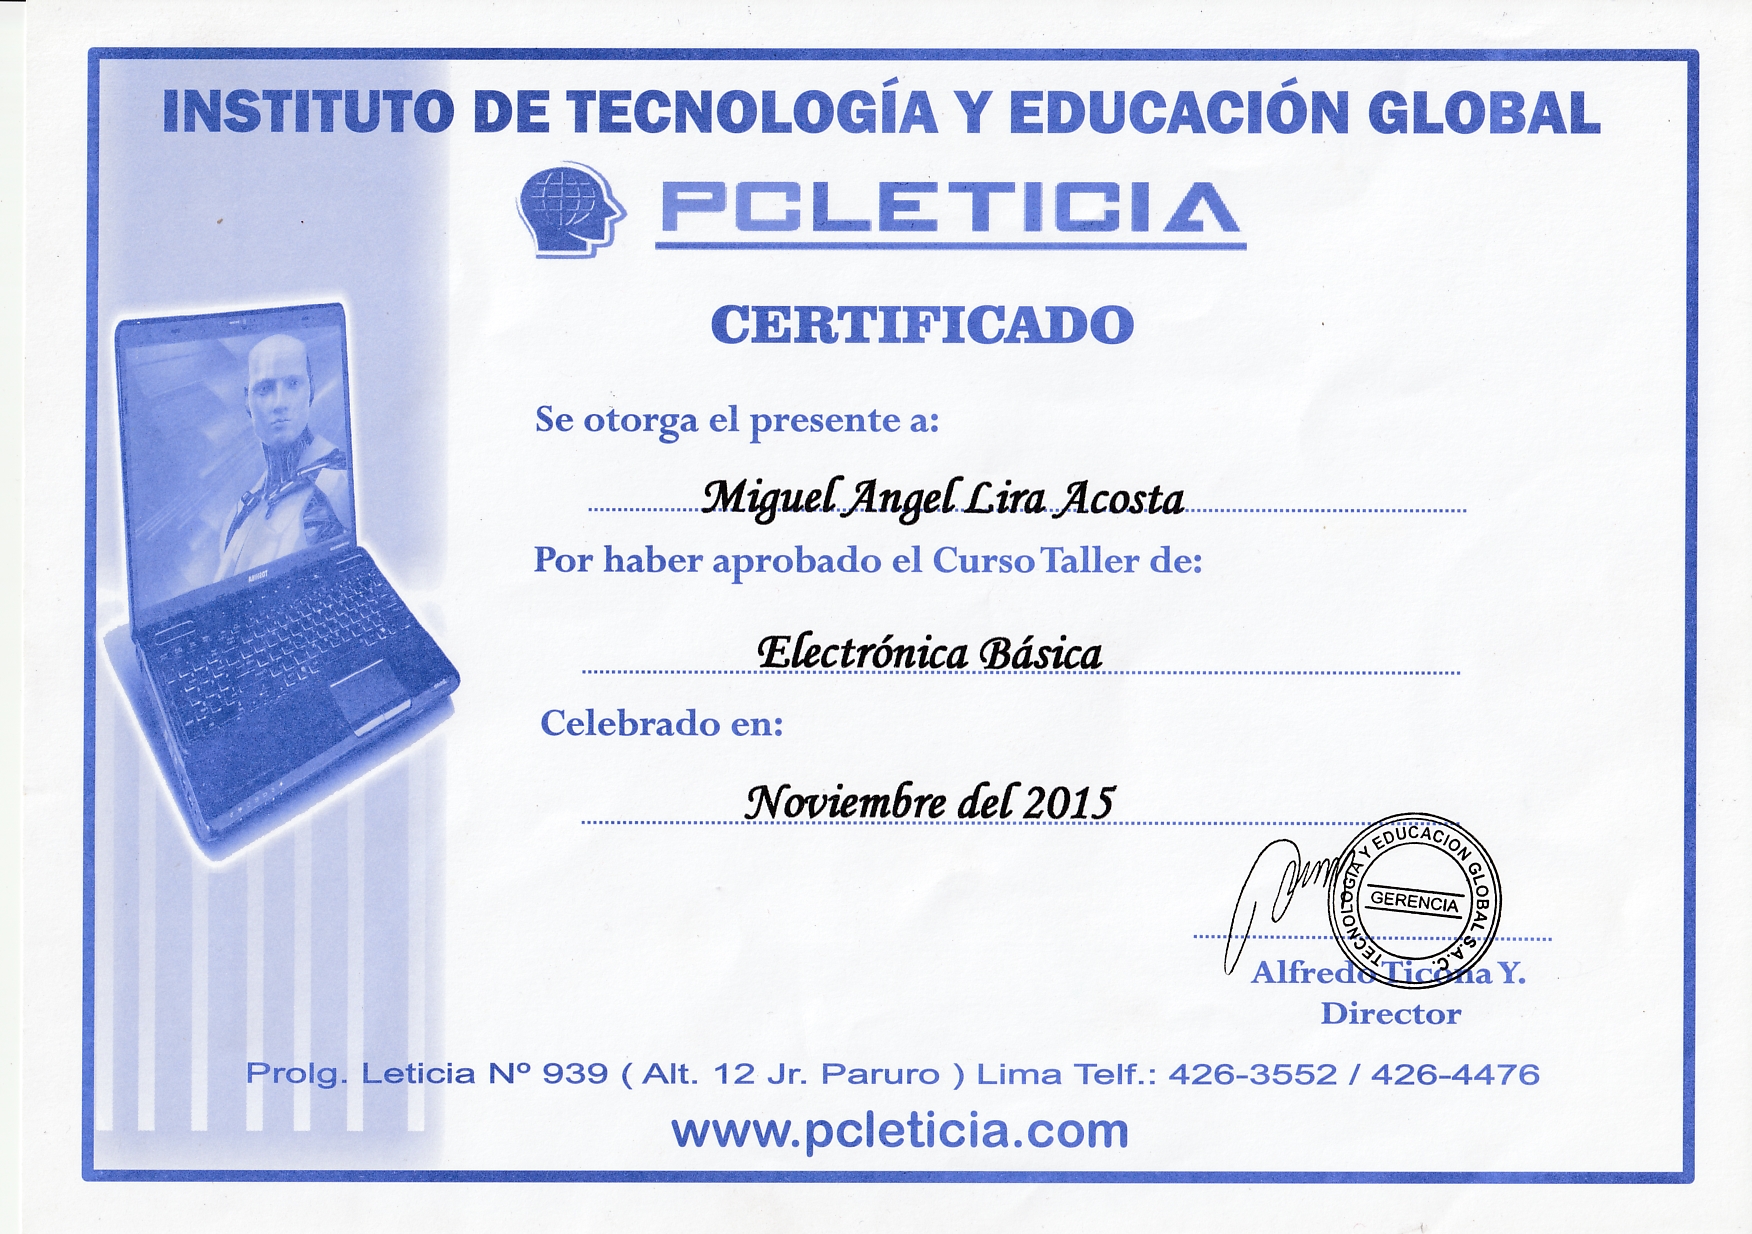 INSTITUTO DE TECNOLOGÍA Y EDUCACIÓN GLOBAL
PCLETICIA
CERTIFICADO
Se otorga el presente a:
Miguel Angel Lira Acosta
Por haber aprobado el Curso Taller de:
Electrónica Básica
Celebrado en:
Noviembre del 2015
TECNOLOGIA Y EDUCACION GLOBAL S.A.C.
GERENCIA
Alfredo Ticona Y.
Director
Prolg. Leticia Nº 939 ( Alt. 12 Jr. Paruro ) Lima Telf.: 426-3552 / 426-4476
www.pcleticia.com